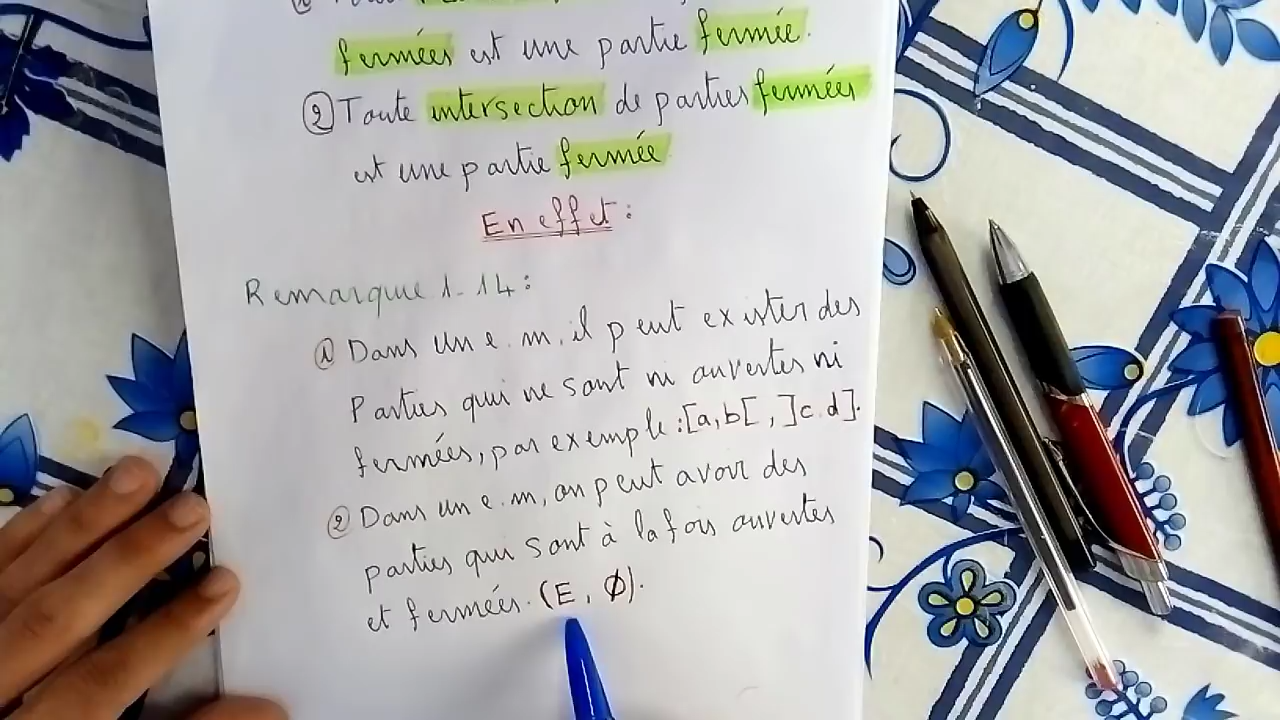 fermées est une partie fermée.
② Toute intersection de parties fermées
est une partie fermée
En effet :
Remarque 1-14 :
① Dans un e.m, il peut exister des
Parties qui ne sont ni ouvertes ni
fermées, par exemple : [a,b[ , ]c.d].
② Dans un e.m, on peut avoir des
parties qui sont à la fois ouvertes
et fermées. (E, Ø).